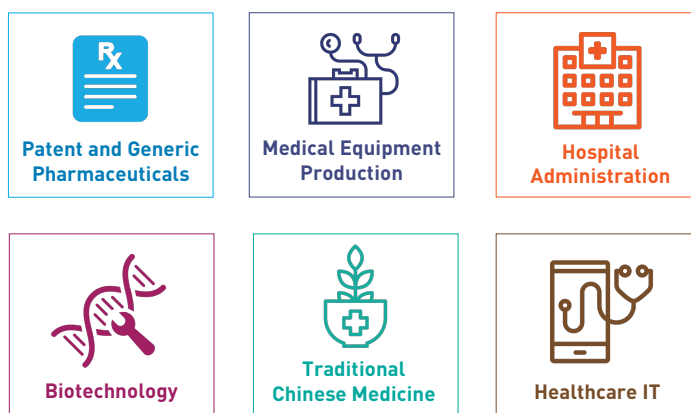 Rx
Patent and Generic
Pharmaceuticals
Medical Equipment
Production
Hospital
Administration
Biotechnology
Traditional
Chinese Medicine
Healthcare IT